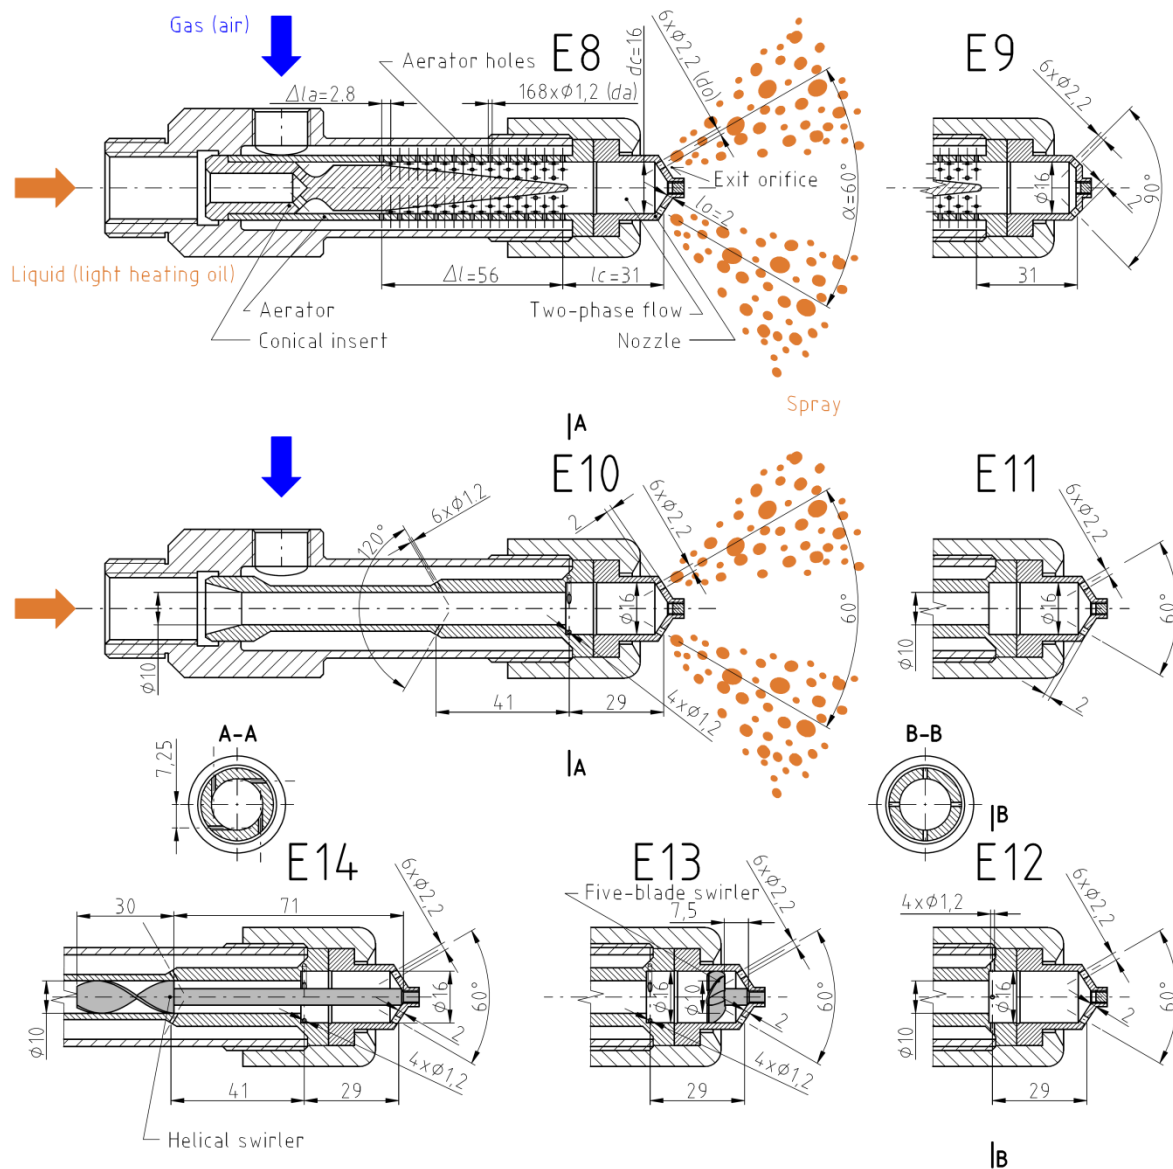 Gas (air)
Aerator holes
E8
dc=16
6xφ2,2 (do)
E9
6xφ2,2
Δla=2.8
168xφ1,2 (da)
Exit orifice
lo=2
α=60°
φ16
2
90°
Liquid (light heating oil)
Δl=56
lc=31
31
Aerator
Two-phase flow
Conical insert
Nozzle
Spray
A
E10
E11
6xφ1.2
120°
2
6xφ2,2
6xφ2,2
φ10
φ16
60°
φ10
φ16
60°
41
29
4xφ1,2
2
A-A
7,25
A
B-B
B
E14
E13
E12
6xφ2,2
Five-blade swirler
6xφ2,2
6xφ2,2
30
71
7,5
4xφ1,2
φ10
φ16
60°
φ16
φ10
60°
φ10
φ16
60°
2
2
2
4xφ1,2
4xφ1,2
41
29
29
29
Helical swirler
B